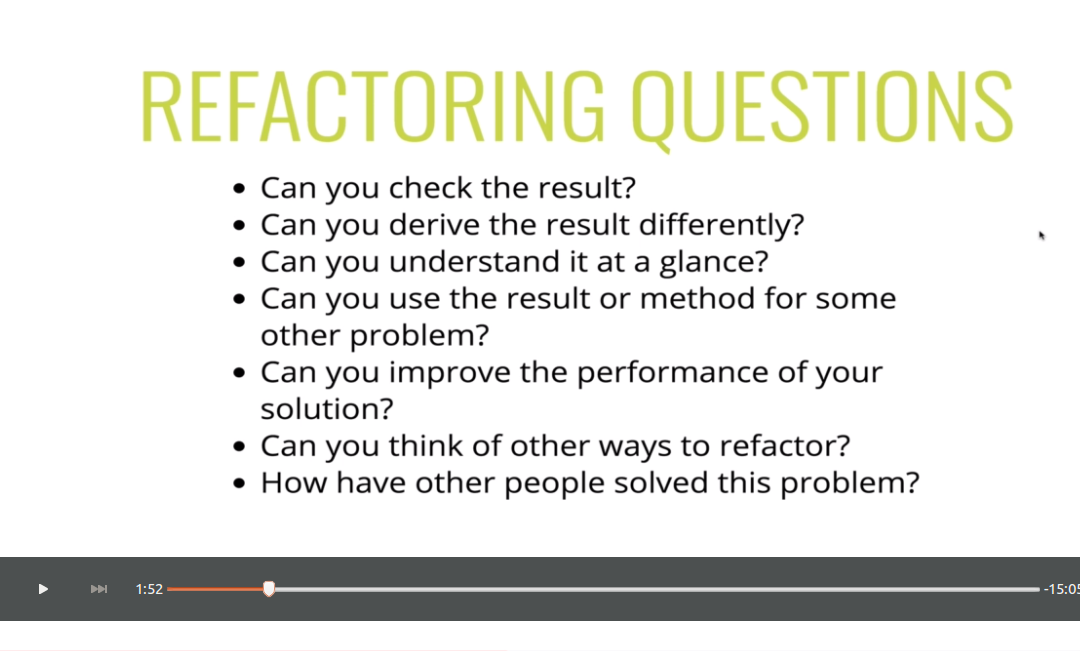 REFACTORING QUESTIONS
• Can you check the result?
• Can you derive the result differently?
• Can you understand it at a glance?
• Can you use the result or method for some
other problem?
• Can you improve the performance of your
solution?
• Can you think of other ways to refactor?
• How have other people solved this problem?
1:52 -15:05